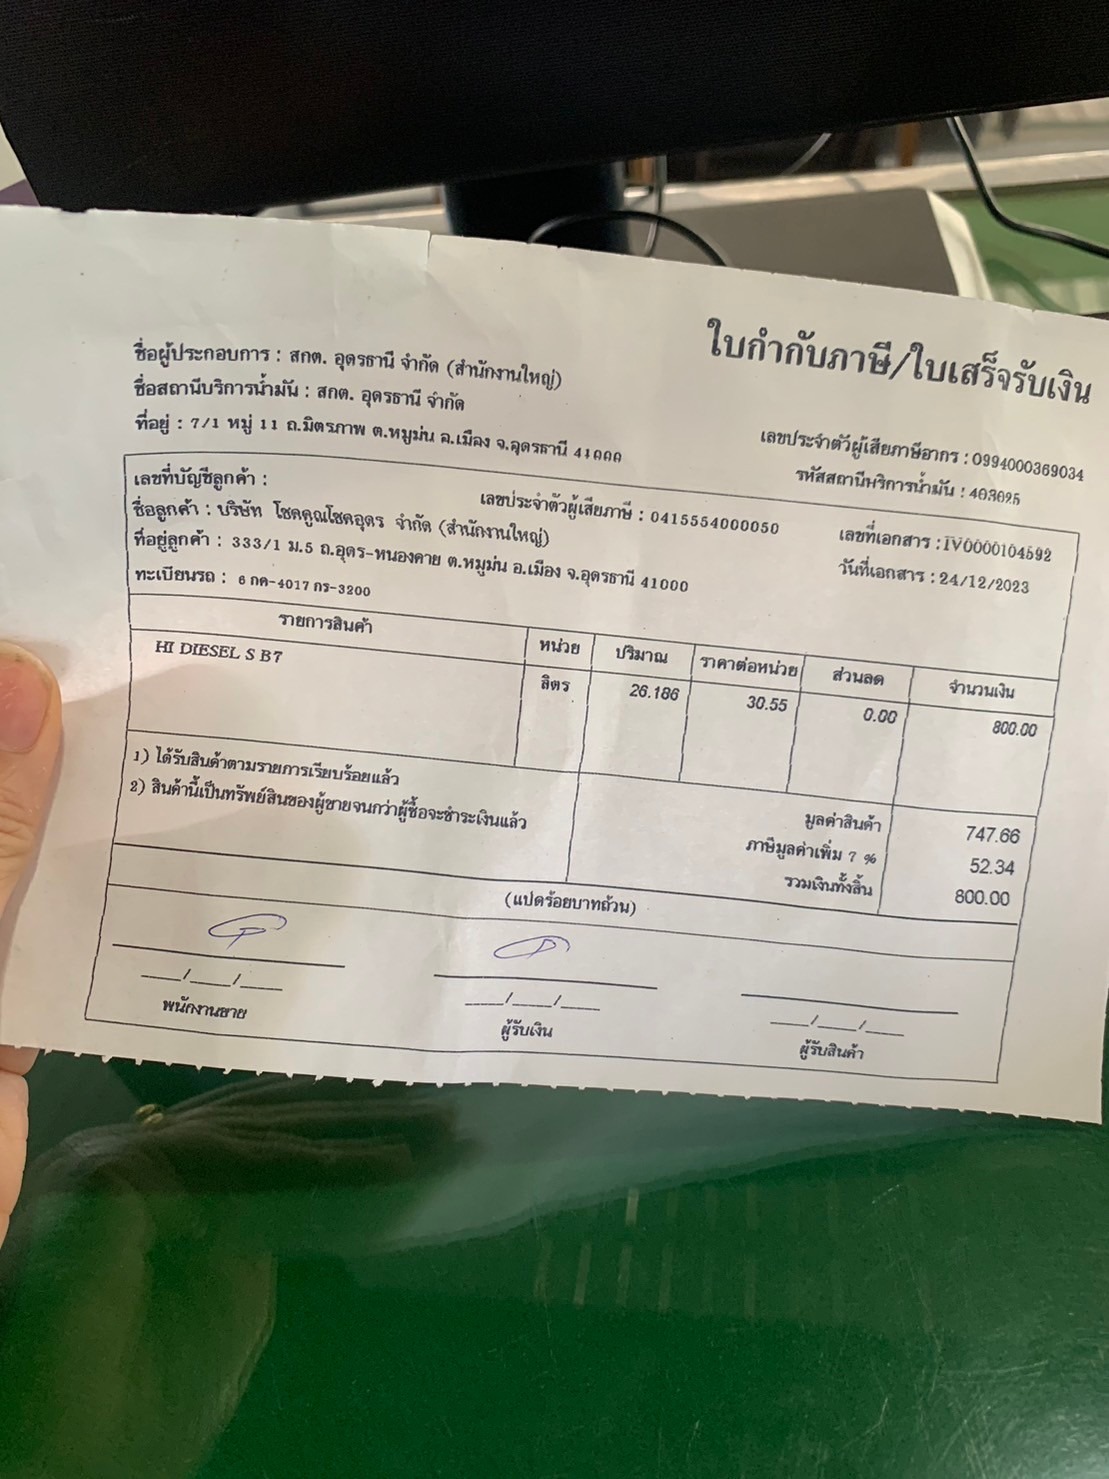 ใบกำกับภาษี/ใบเสร็จรับเงิน
ชื่อผู้ประกอบการ : สกต. อุดรธานี จำกัด (สำนักงานใหญ่)
ชื่อสถานีบริการน้ำมัน : สกต. อุดรธานี จำกัด
ที่อยู่ : 7/1 หมู่ 11 ถ.มิตรภาพ ต.หมูม่น อ.เมือง จ.อุดรธานี 41000
เลขประจำตัวผู้เสียภาษีอากร : 0994000369034
รหัสสถานีบริการน้ำมัน : 403025
เลขที่บัญชีลูกค้า :
เลขประจำตัวผู้เสียภาษี : 0415554000050
ชื่อลูกค้า : บริษัท โชคคูณโชคอุดร จำกัด (สำนักงานใหญ่)
ที่อยู่ลูกค้า : 333/1 ม.5 ถ.อุดร-หนองคาย ต.หมูม่น อ.เมือง จ.อุดรธานี 41000
ทะเบียนรถ : 6 กค-4017 กร-3200
เลขที่เอกสาร : IV0000104592
วันที่เอกสาร : 24/12/2023
รายการสินค้า หน่วย ปริมาณ ราคาต่อหน่วย ส่วนลด จำนวนเงิน
HI DIESEL S B7 ลิตร 26.186 30.55 0.00 800.00
1) ได้รับสินค้าตามรายการเรียบร้อยแล้ว
2) สินค้านี้เป็นทรัพย์สินของผู้ขายจนกว่าผู้ซื้อจะชำระเงินแล้ว
มูลค่าสินค้า 747.66
ภาษีมูลค่าเพิ่ม 7 % 52.34
รวมเงินทั้งสิ้น 800.00
(แปดร้อยบาทถ้วน)
___/___/___ ___/___/___ ___/___/___
พนักงานขาย ผู้รับเงิน ผู้รับสินค้า